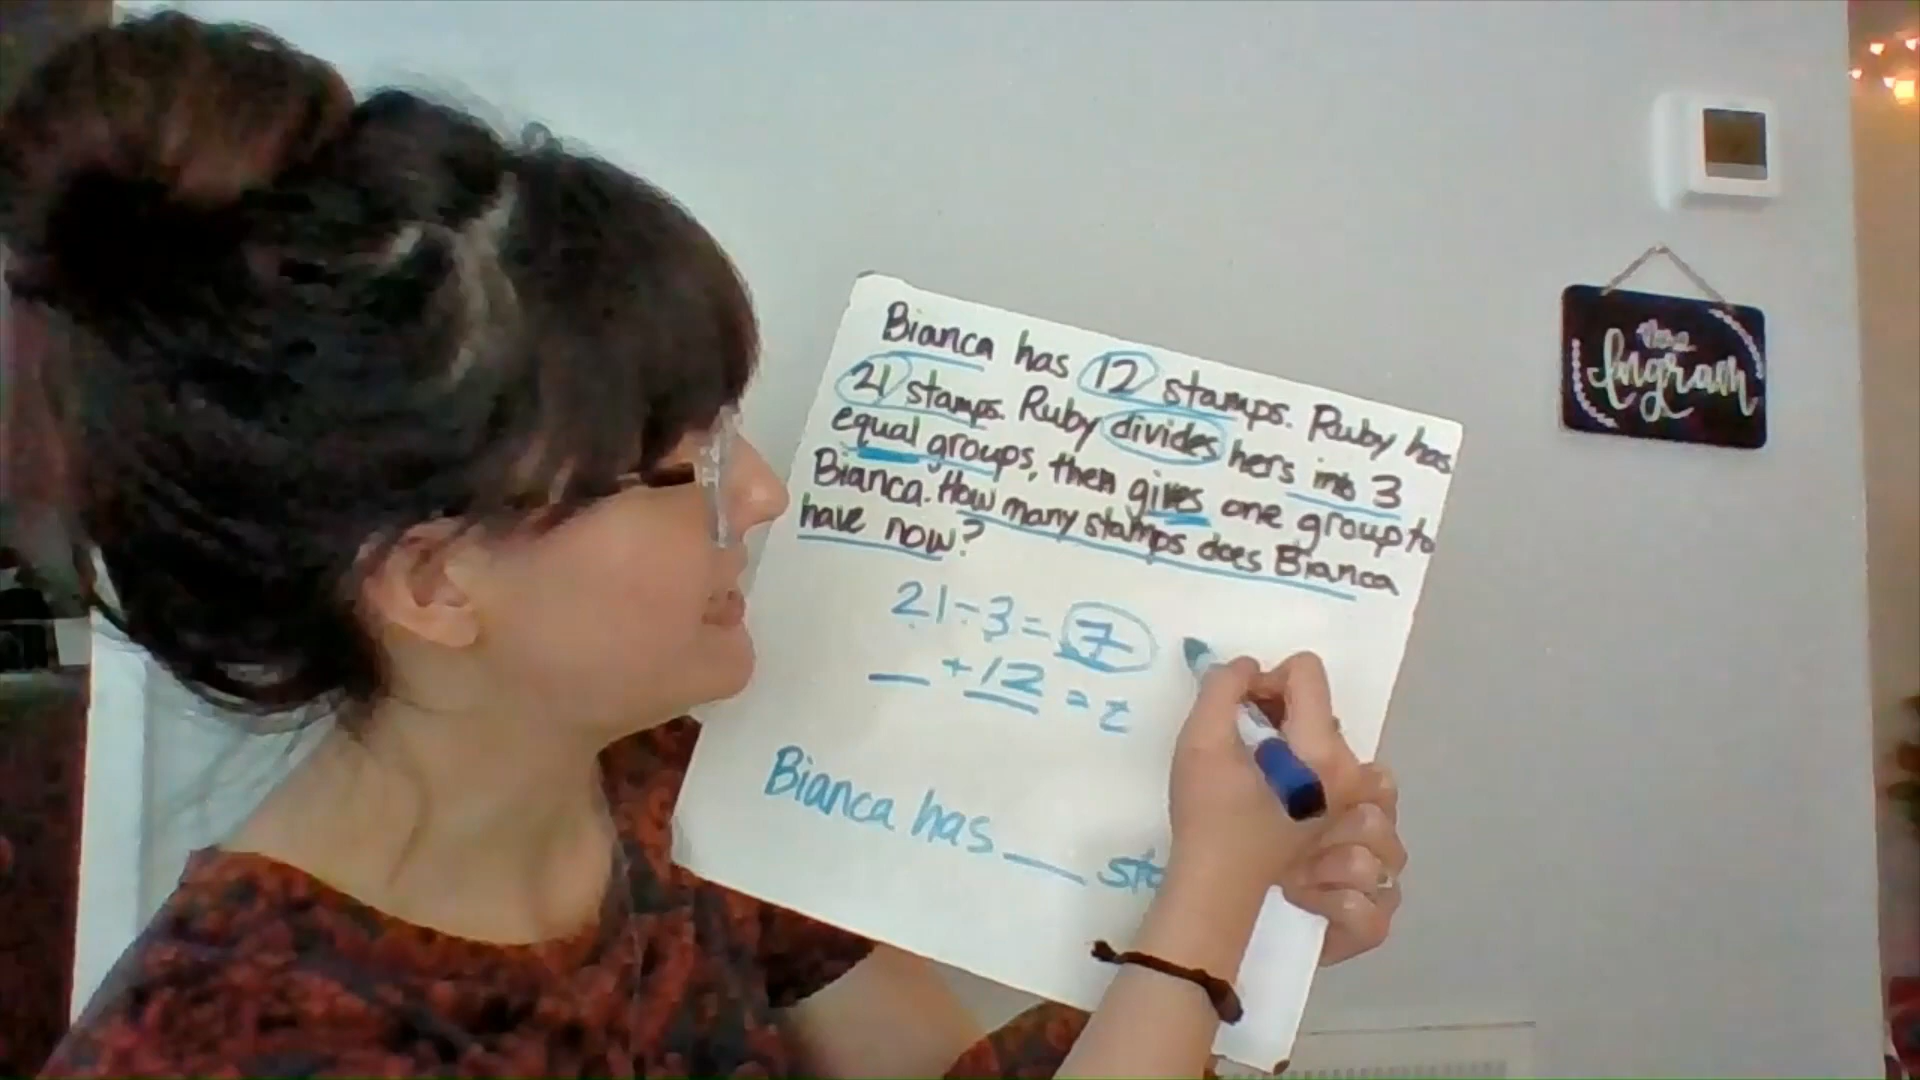 Bianca has 12 stamps. Ruby has
21 stamps. Ruby divides hers into 3
equal groups, then gives one group to
Bianca. How many stamps does Bianca
have now?
21÷3=7
__ +12 = z
Bianca has __
Ingram